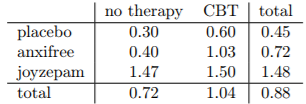 no therapy CBT total
placebo 0.30 0.60 0.45
anxifree 0.40 1.03 0.72
joyzepam 1.47 1.50 1.48
total 0.72 1.04 0.88